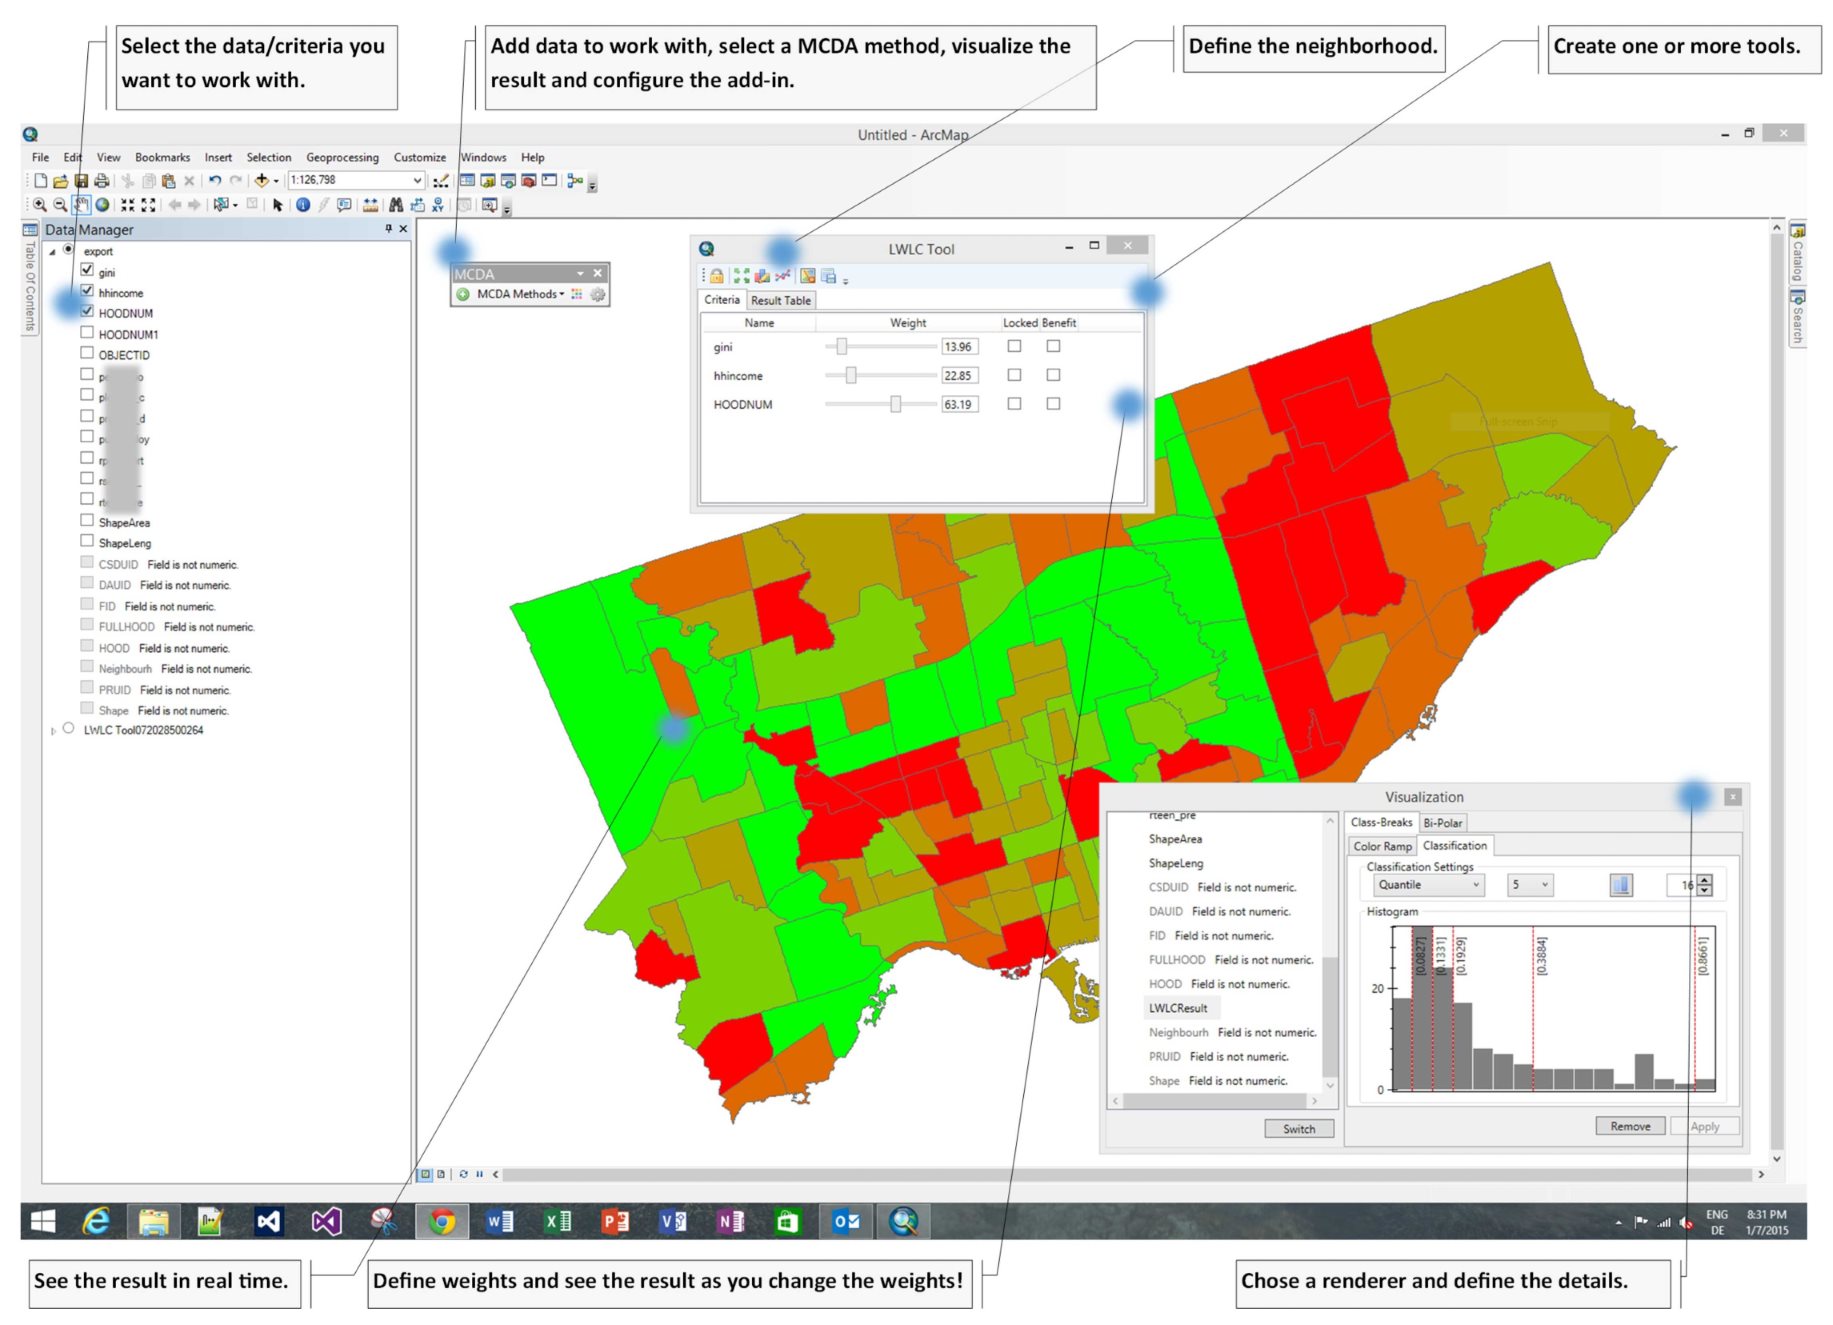 Select the data/criteria you
want to work with.
Add data to work with, select a MCDA method, visualize the
result and configure the add-in.
Define the neighborhood.
Create one or more tools.
Untitled - ArcMap
File Edit View Bookmarks Insert Selection Geoprocessing Customize Windows Help
1:126,798
Data Manager
Table Of Contents
export
gini
hhincome
HOODNUM
HOODNUM1
OBJECTID
ShapeArea
ShapeLeng
CSDUID Field is not numeric.
DAUID Field is not numeric.
FID Field is not numeric.
FULLHOOD Field is not numeric.
HOOD Field is not numeric.
Neighbourh Field is not numeric.
PRUID Field is not numeric.
Shape Field is not numeric.
LWLC Tool072028500264
MCDA
MCDA Methods
LWLC Tool
Criteria Result Table
Name Weight Locked Benefit
gini 13.96
hhincome 22.85
HOODNUM 63.19
Full-screen Snip
Catalog
Search
Visualization
rteen_pre
ShapeArea
ShapeLeng
CSDUID Field is not numeric.
DAUID Field is not numeric.
FID Field is not numeric.
FULLHOOD Field is not numeric.
HOOD Field is not numeric.
LWLCResult
Neighbourh Field is not numeric.
PRUID Field is not numeric.
Shape Field is not numeric.
Switch
Class-Breaks Bi-Polar
Color Ramp Classification
Classification Settings
Quantile 5 16
Histogram
[0.0827] [0.1331] [0.1929] [0.3884] [0.8661]
20
0
Remove Apply
ENG 8:31 PM
DE 1/7/2015
See the result in real time.
Define weights and see the result as you change the weights!
Chose a renderer and define the details.